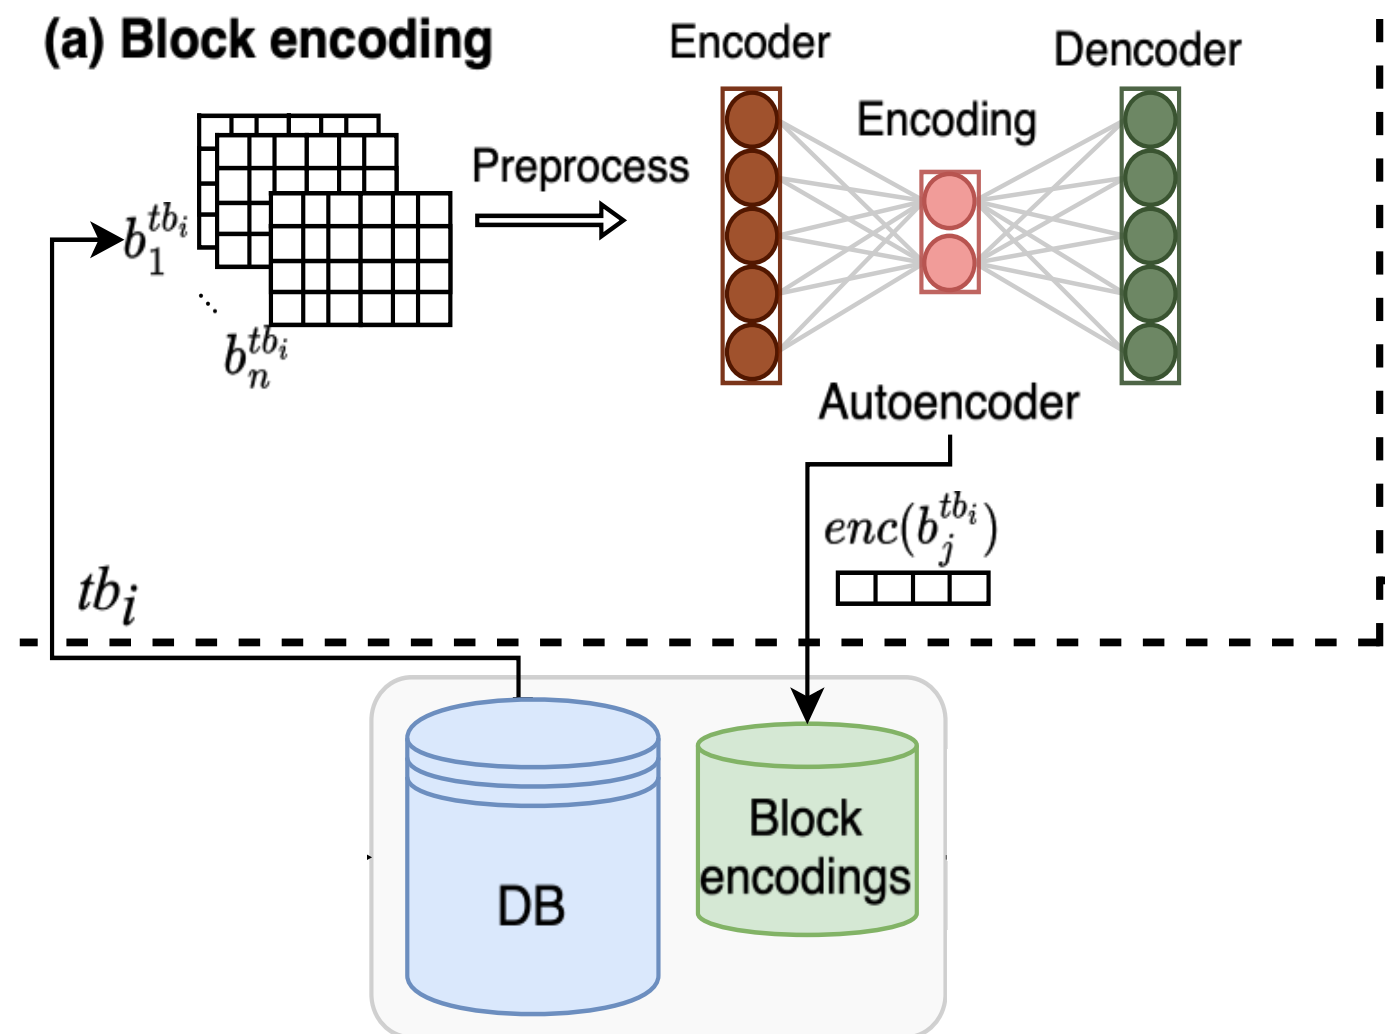 (a) Block encoding
Encoder
Dencoder
Encoding
Preprocess
b_1^{tb_i}
⋱
b_n^{tb_i}
Autoencoder
enc(b_j^{tb_i})
tb_i
DB
Block
encodings